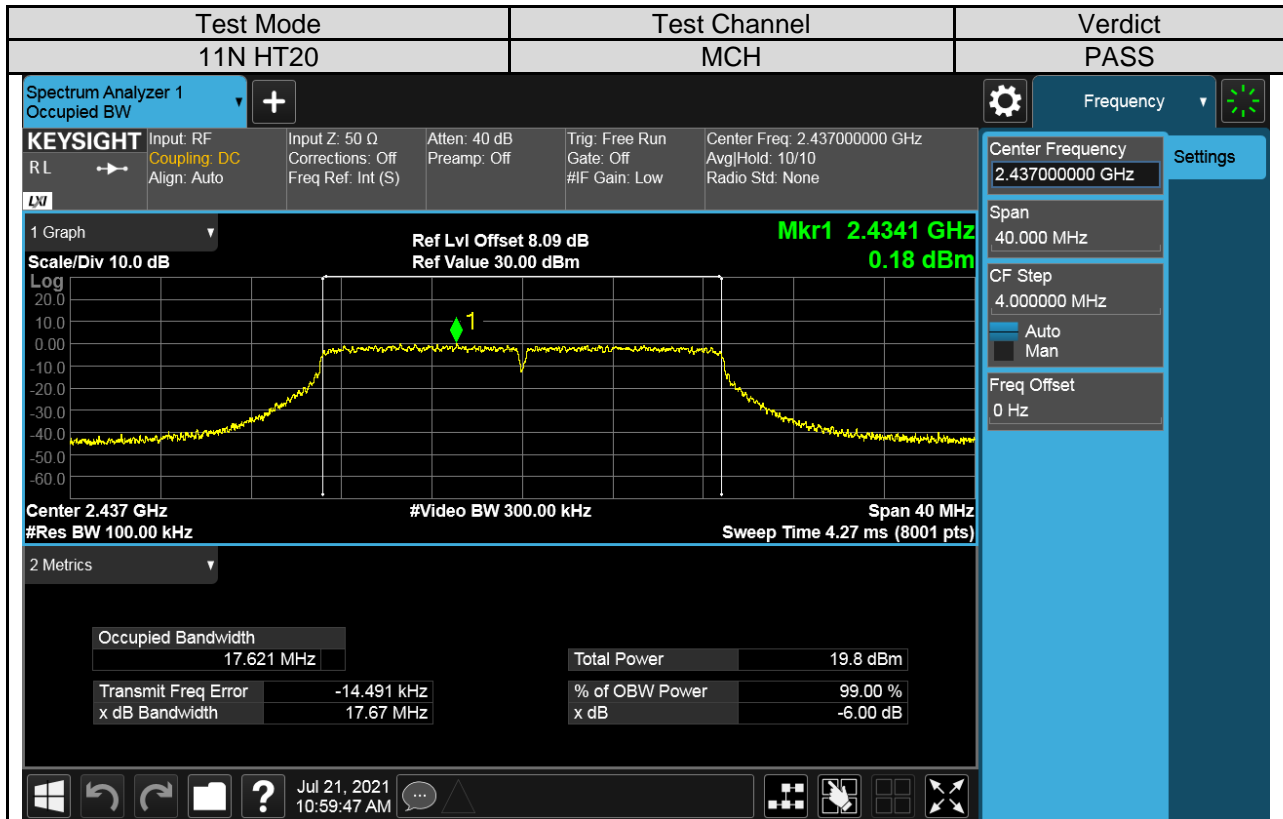 Test Mode Test Channel Verdict
11N HT20 MCH PASS
Spectrum Analyzer 1
Occupied BW
+
Frequency
KEYSIGHT Input: RF Input Z: 50 Ω Atten: 40 dB Trig: Free Run Center Freq: 2.437000000 GHz
RL Coupling: DC Corrections: Off Preamp: Off Gate: Off Avg|Hold: 10/10
Align: Auto Freq Ref: Int (S) #IF Gain: Low Radio Std: None
LXI
1 Graph
Ref Lvl Offset 8.09 dB
Mkr1 2.4341 GHz
Scale/Div 10.0 dB Ref Value 30.00 dBm 0.18 dBm
Log
20.0
10.0
1
0.00
-10.0
-20.0
-30.0
-40.0
-50.0
-60.0
Center 2.437 GHz #Video BW 300.00 kHz Span 40 MHz
#Res BW 100.00 kHz Sweep Time 4.27 ms (8001 pts)
2 Metrics
Occupied Bandwidth
17.621 MHz Total Power 19.8 dBm
Transmit Freq Error -14.491 kHz % of OBW Power 99.00 %
x dB Bandwidth 17.67 MHz x dB -6.00 dB
Center Frequency
2.437000000 GHz
Settings
Span
40.000 MHz
CF Step
4.000000 MHz
Auto
Man
Freq Offset
0 Hz
?
Jul 21, 2021
10:59:47 AM